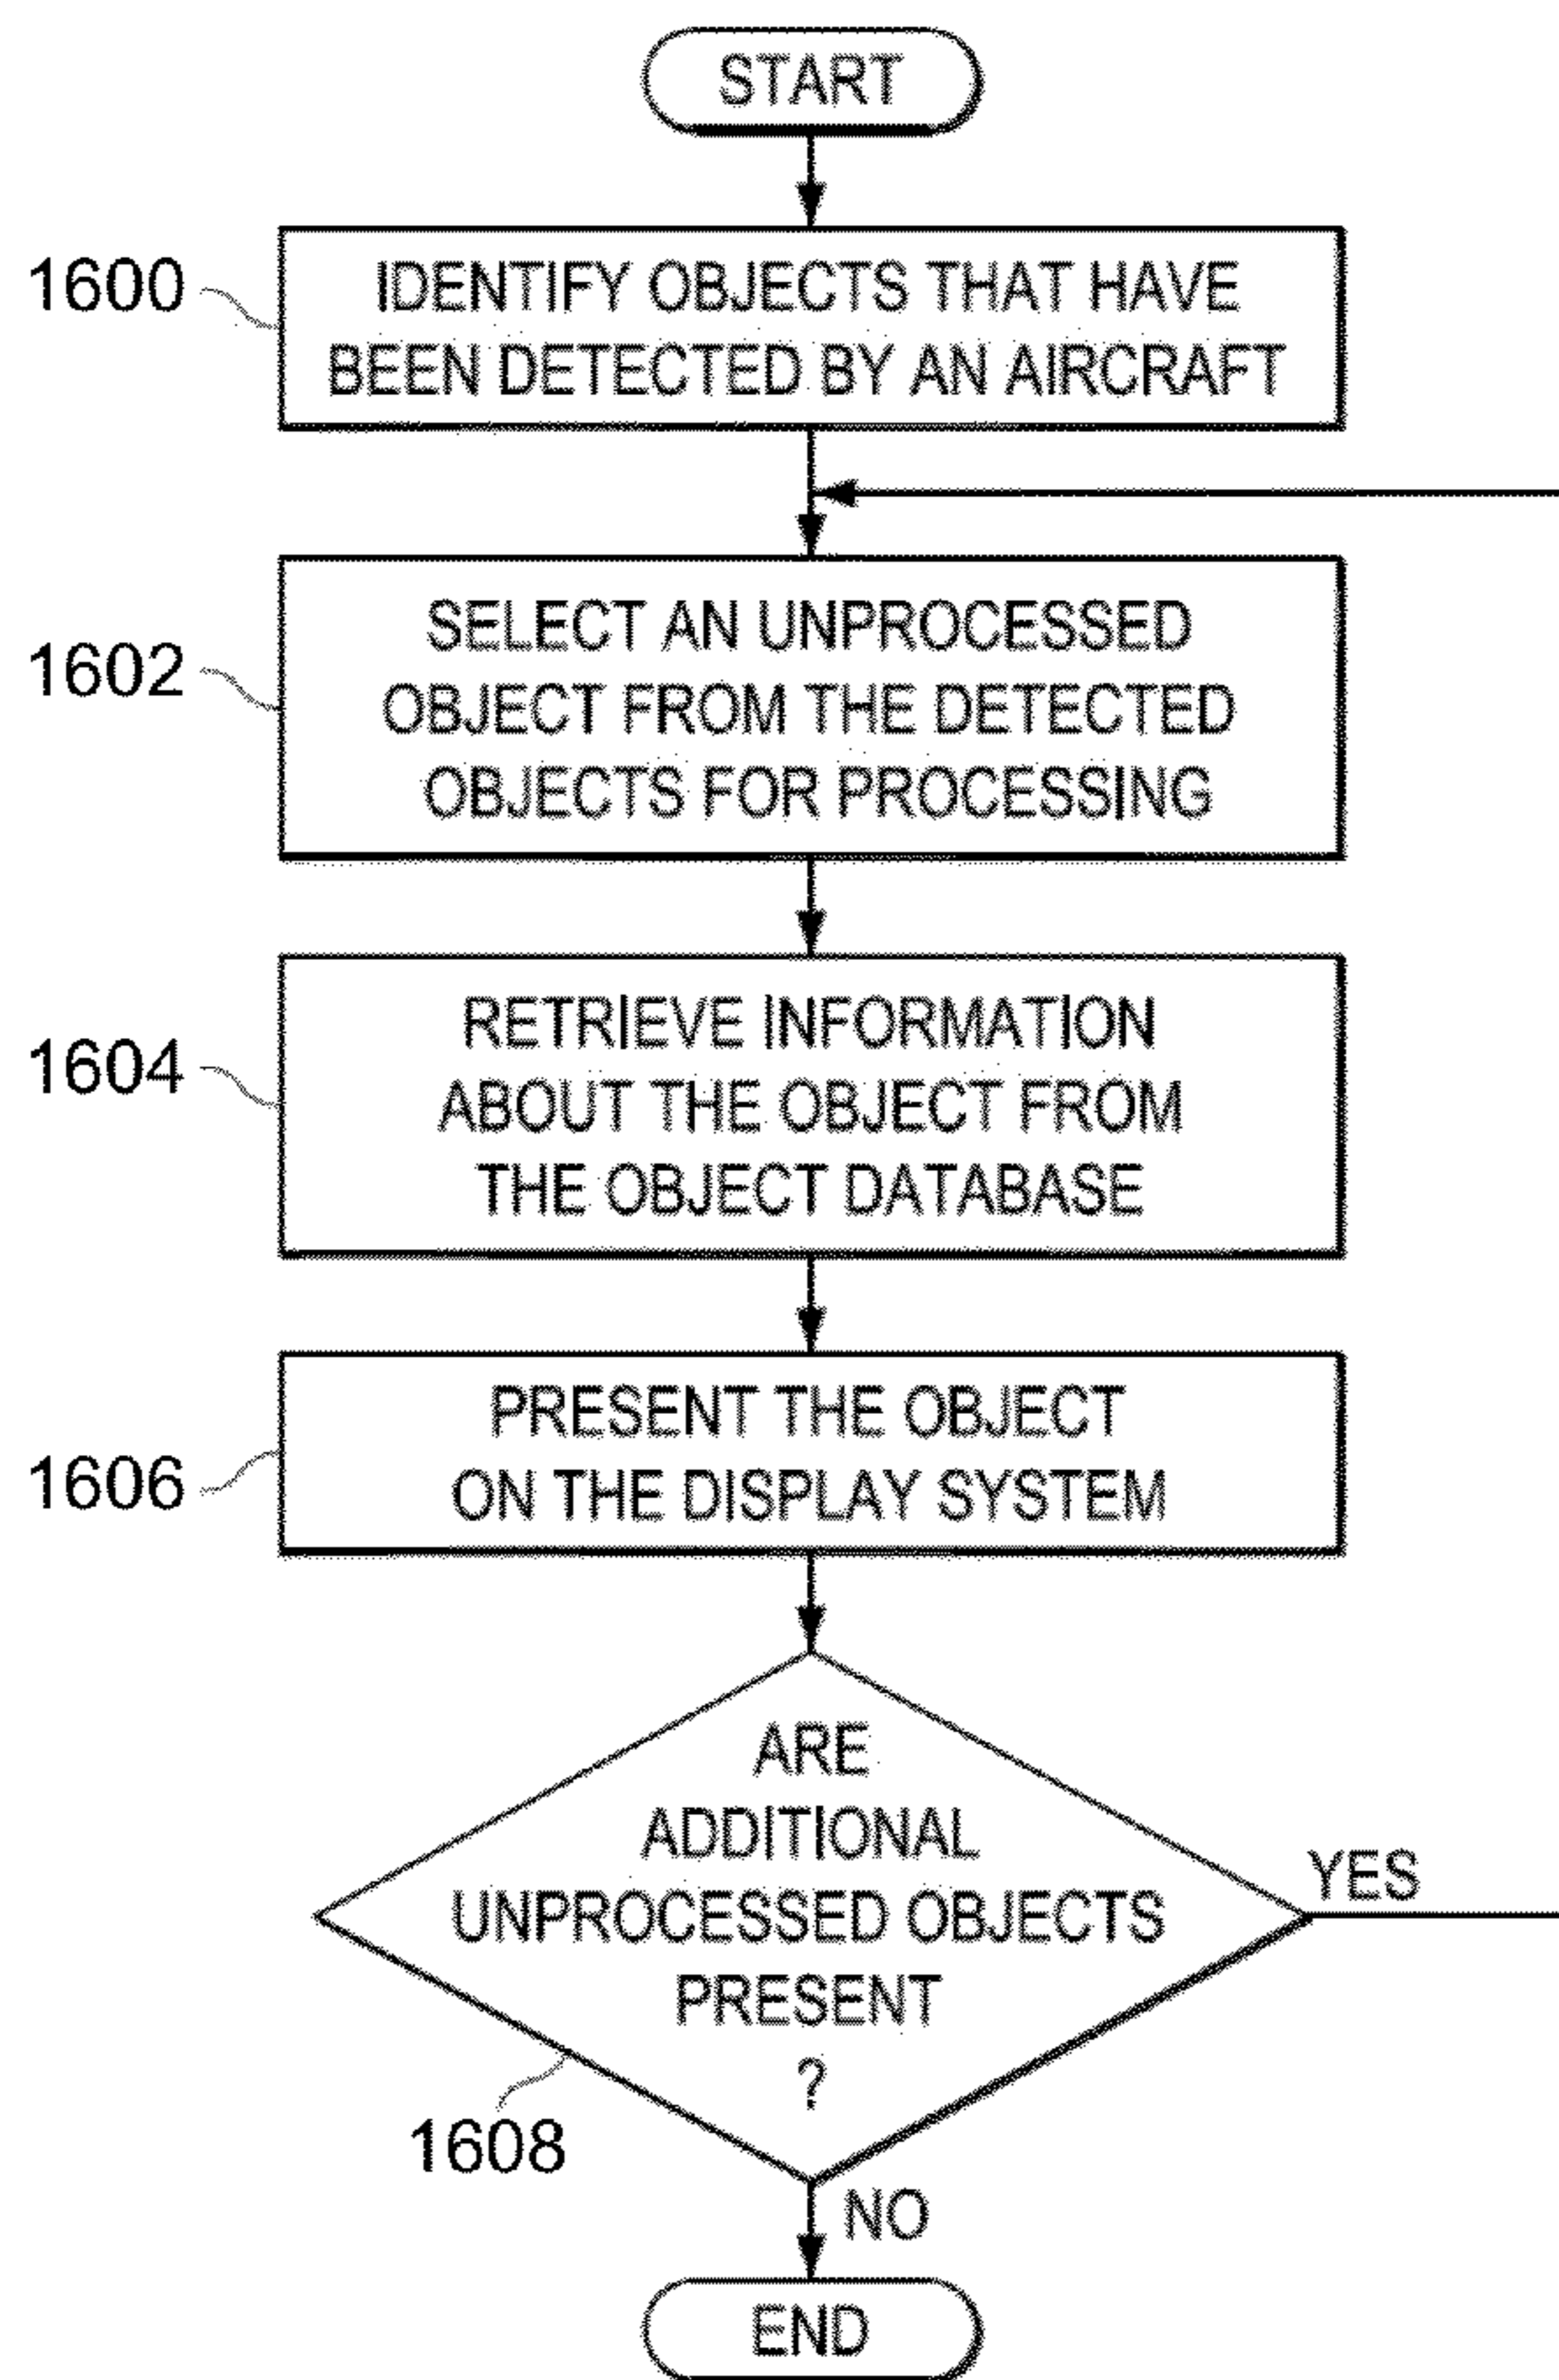 START
1600
IDENTIFY OBJECTS THAT HAVE
BEEN DETECTED BY AN AIRCRAFT
1602
SELECT AN UNPROCESSED
OBJECT FROM THE DETECTED
OBJECTS FOR PROCESSING
1604
RETRIEVE INFORMATION
ABOUT THE OBJECT FROM
THE OBJECT DATABASE
1606
PRESENT THE OBJECT
ON THE DISPLAY SYSTEM
ARE
ADDITIONAL
UNPROCESSED OBJECTS
PRESENT
?
YES
1608
NO
END